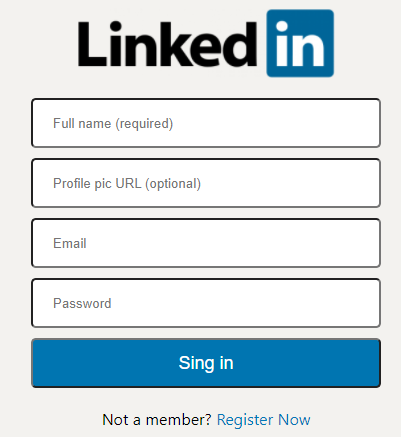 Linked in
Full name (required)
Profile pic URL (optional)
Email
Password
Sing in
Not a member? Register Now